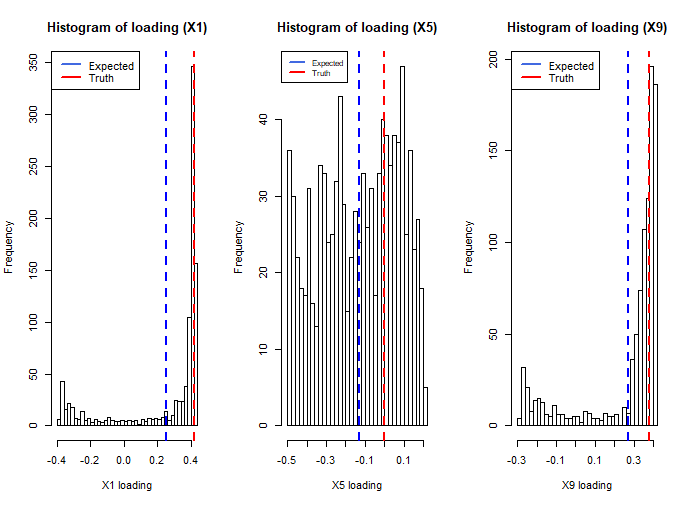 Histogram of loading (X1)
Expected
Truth
Frequency
0
50
100
150
200
250
300
350
-0.4
-0.2
0.0
0.2
0.4
X1 loading
Histogram of loading (X5)
Expected
Truth
Frequency
0
10
20
30
40
-0.5
-0.3
-0.1
0.1
X5 loading
Histogram of loading (X9)
Expected
Truth
Frequency
0
50
100
150
200
-0.3
-0.1
0.1
0.3
X9 loading